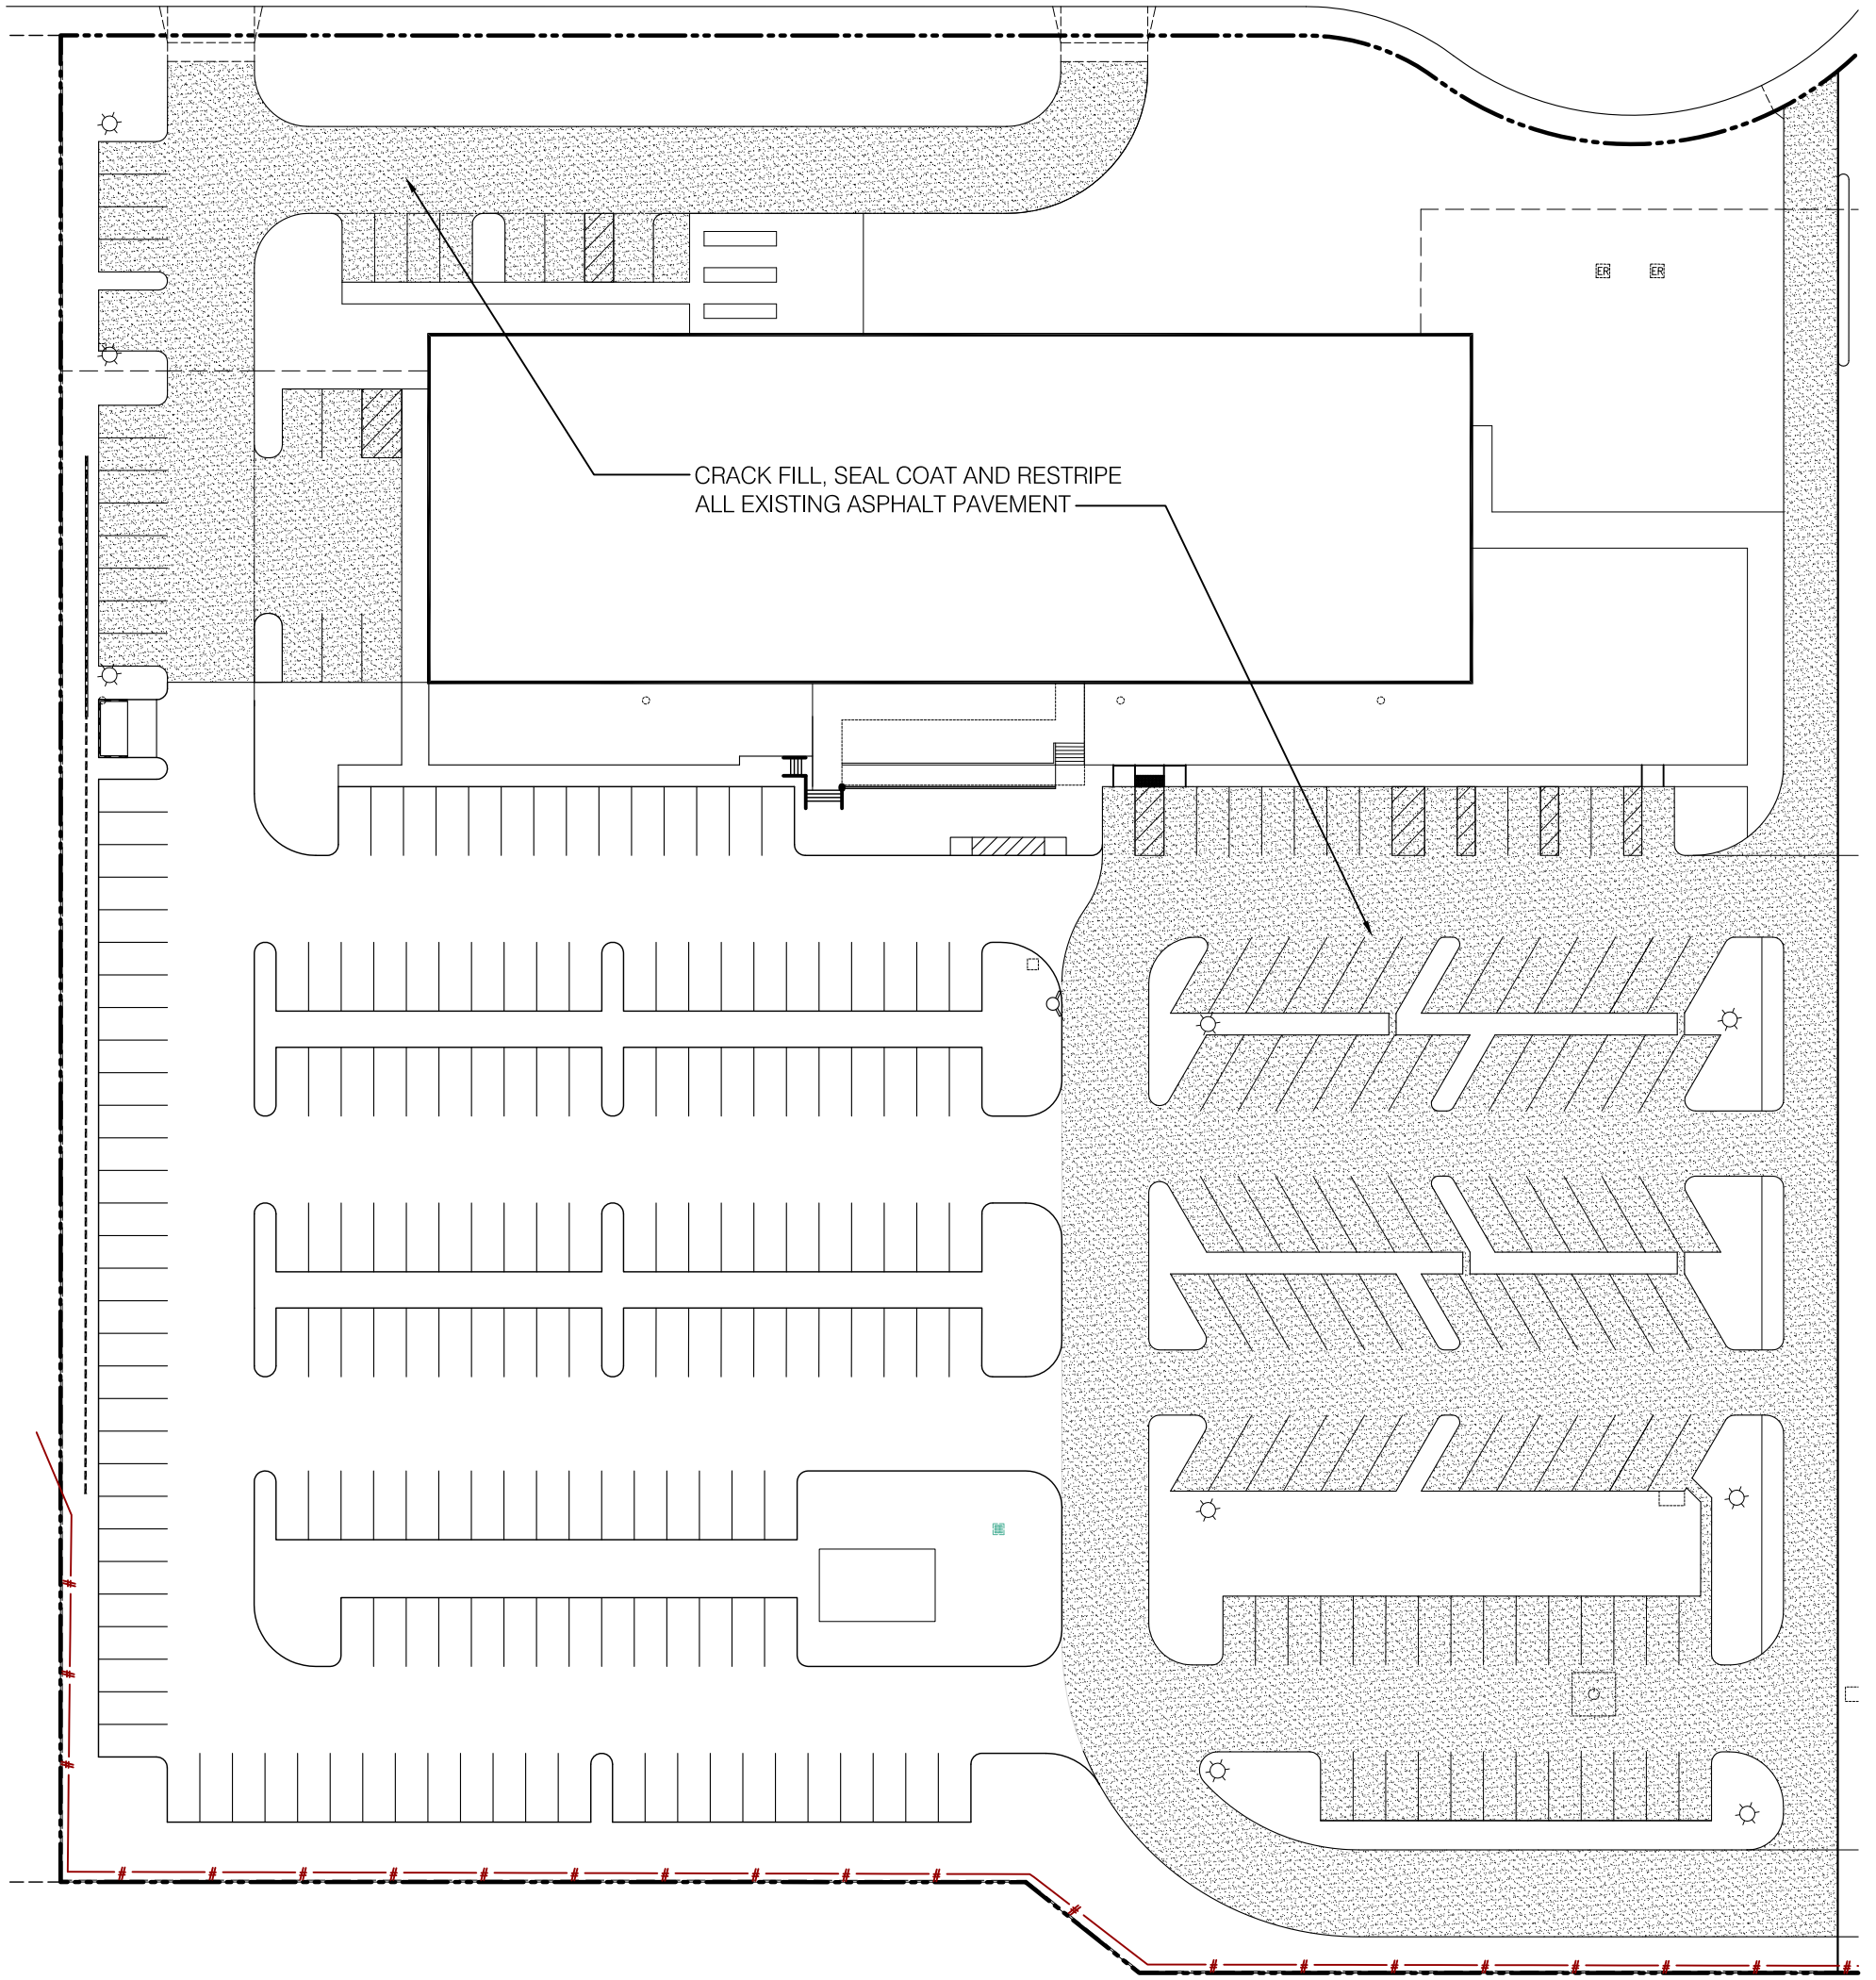 ER ER
CRACK FILL, SEAL COAT AND RESTRIPE
ALL EXISTING ASPHALT PAVEMENT